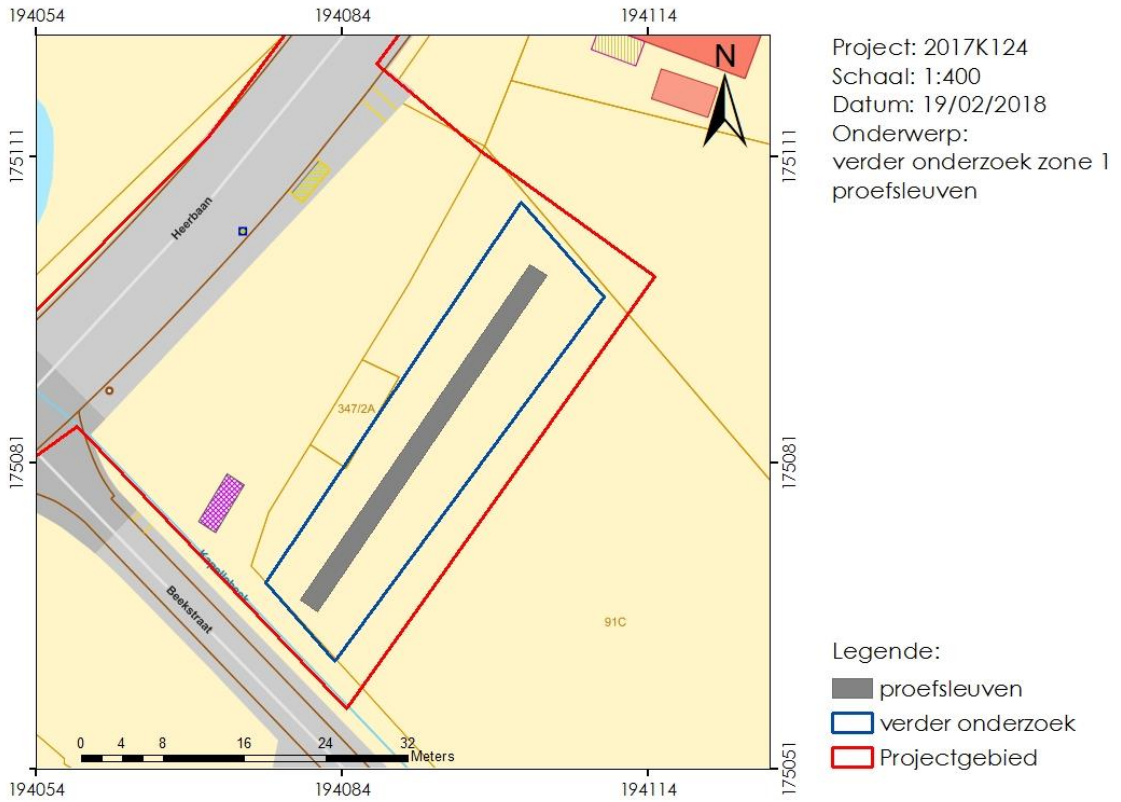 194054
194084
194114
N
Project: 2017K124
Schaal: 1:400
Datum: 19/02/2018
Onderwerp:
verder onderzoek zone 1
proefsleuven
175111
175111
Heerbaan
347/2A
175081
175081
Kapellebeek
Beekstraat
91C
Legende:
proefsleuven
verder onderzoek
Projectgebied
0 4 8 16 24 32
Meters
175051
194054
194084
194114